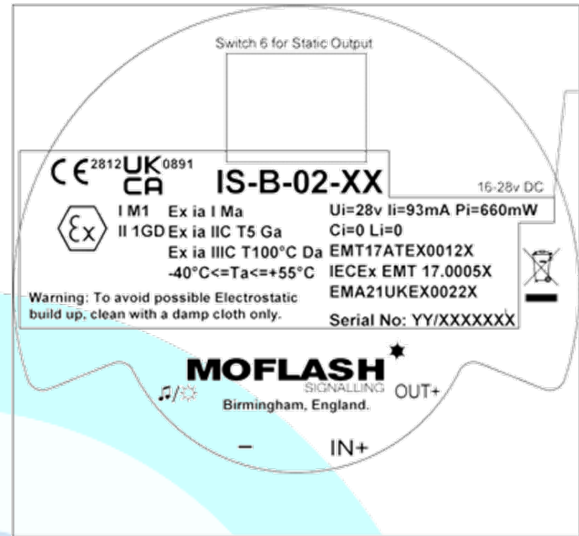 Switch 6 for Static Output
CE 2812 UK CA 0891
IS-B-02-XX
16-28v DC
Ex
I M1 Ex ia I Ma
II 1GD Ex ia IIC T5 Ga
Ex ia IIIC T100°C Da
-40°C<=Ta<=+55°C
Ui=28v Ii=93mA Pi=660mW
Ci=0 Li=0
EMT17ATEX0012X
IECEx EMT 17.0005X
EMA21UKEX0022X
Warning: To avoid possible Electrostatic
build up, clean with a damp cloth only.
Serial No: YY/XXXXXXX
MOFLASH
SIGNALLING
Birmingham, England.
♫/☼
OUT+
– IN+